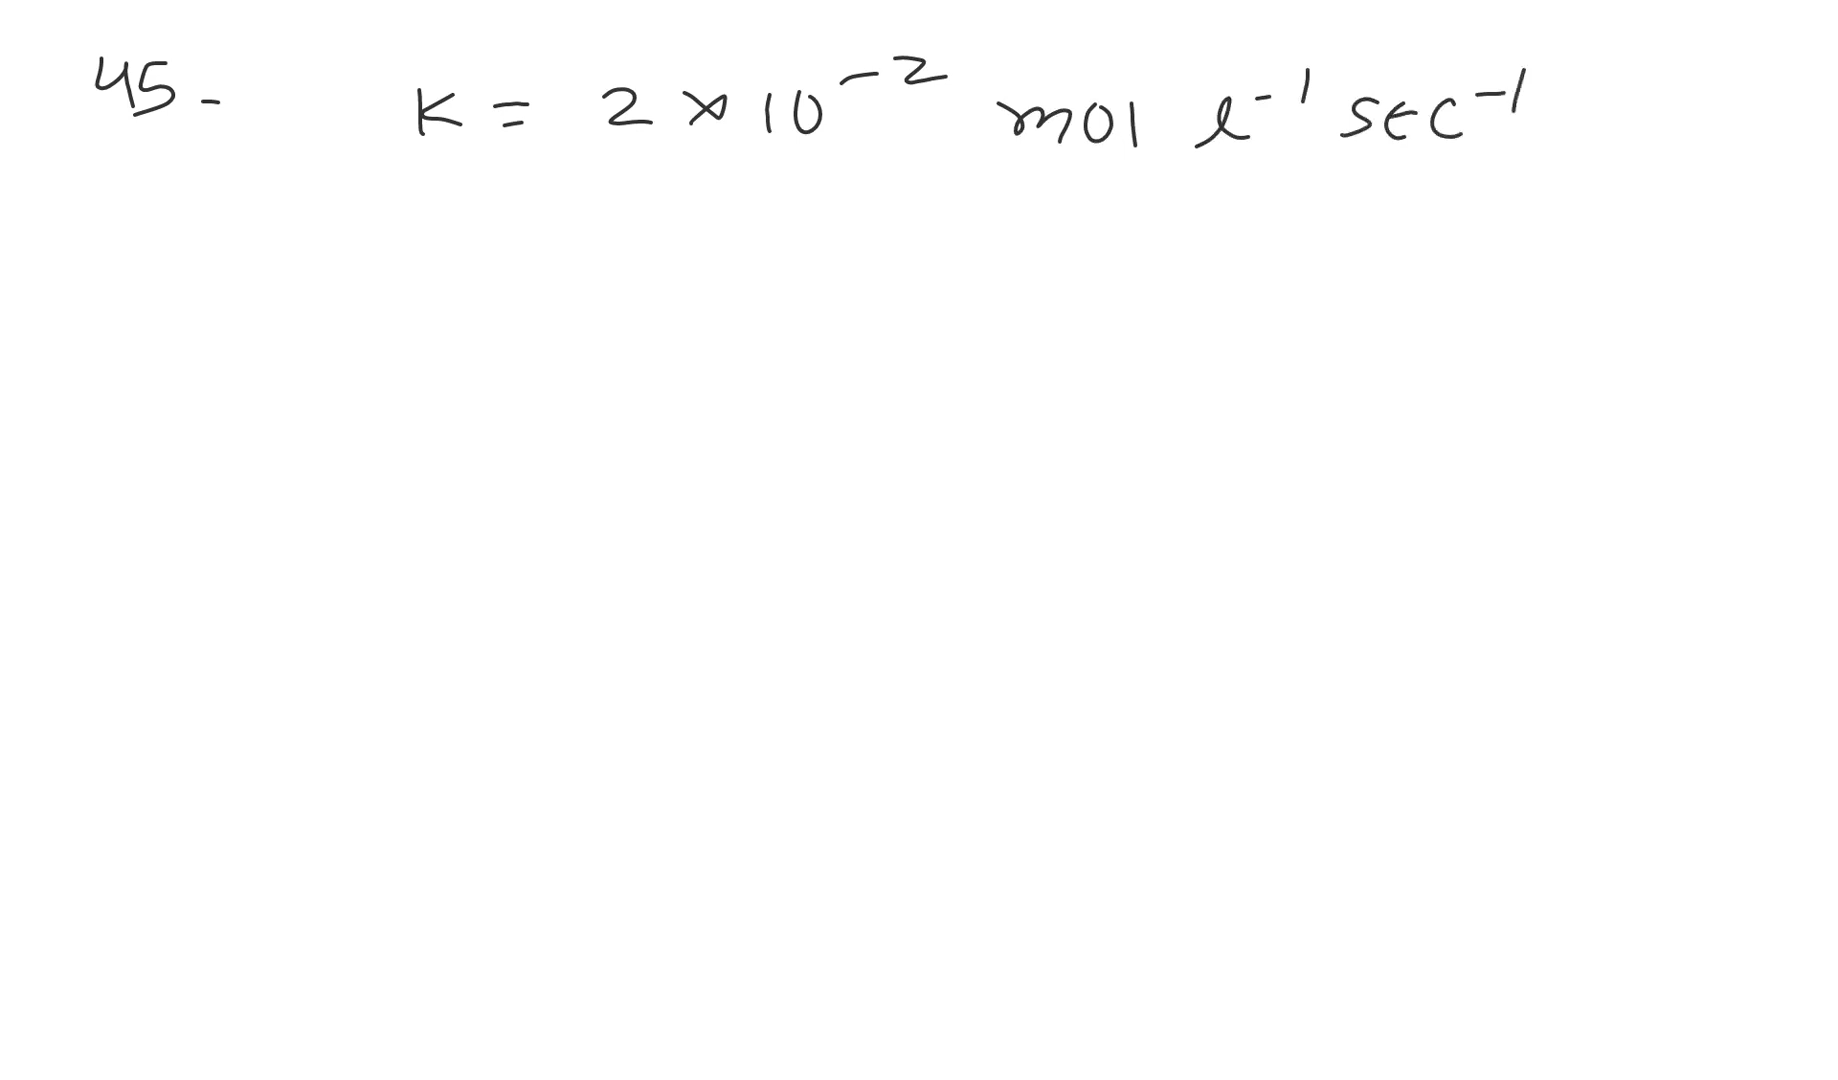 45- K = 2 × 10⁻² mol l⁻¹ sec⁻¹